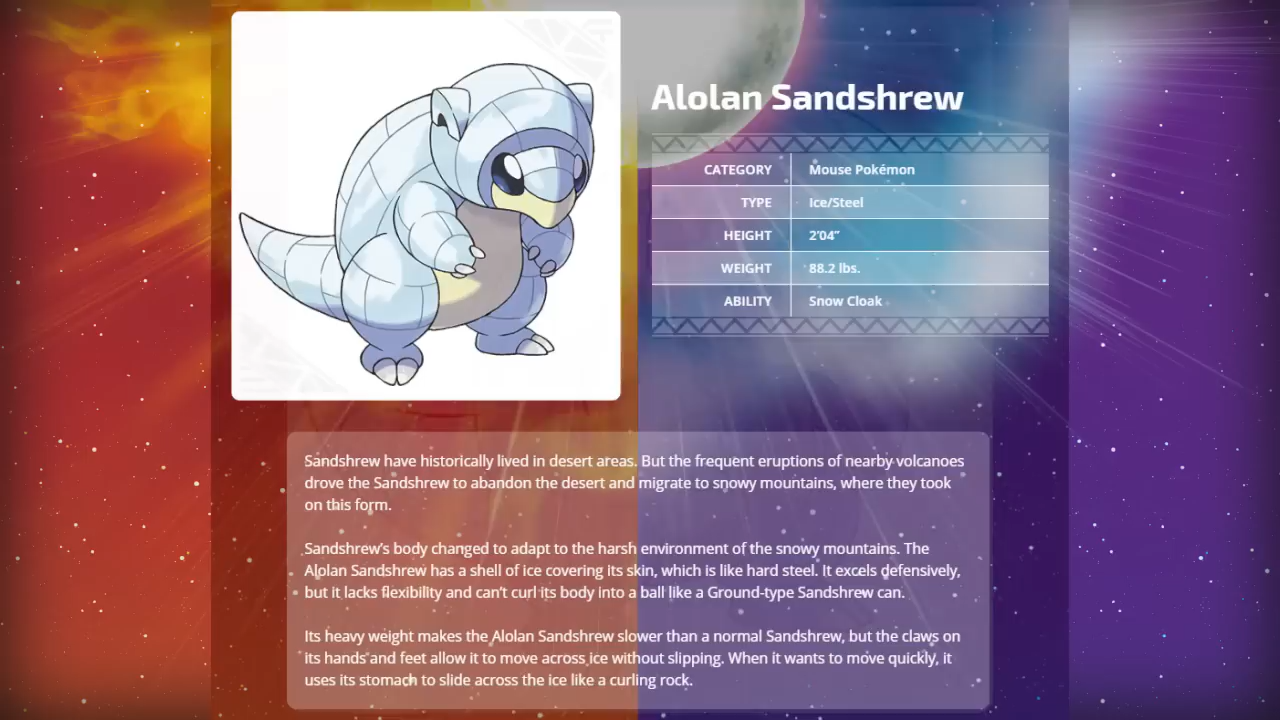 Alolan Sandshrew
CATEGORY Mouse Pokémon
TYPE Ice/Steel
HEIGHT 2'04"
WEIGHT 88.2 lbs.
ABILITY Snow Cloak
Sandshrew have historically lived in desert areas. But the frequent eruptions of nearby volcanoes
drove the Sandshrew to abandon the desert and migrate to snowy mountains, where they took
on this form.
Sandshrew's body changed to adapt to the harsh environment of the snowy mountains. The
Alolan Sandshrew has a shell of ice covering its skin, which is like hard steel. It excels defensively,
but it lacks flexibility and can't curl its body into a ball like a Ground-type Sandshrew can.
Its heavy weight makes the Alolan Sandshrew slower than a normal Sandshrew, but the claws on
its hands and feet allow it to move across ice without slipping. When it wants to move quickly, it
uses its stomach to slide across the ice like a curling rock.